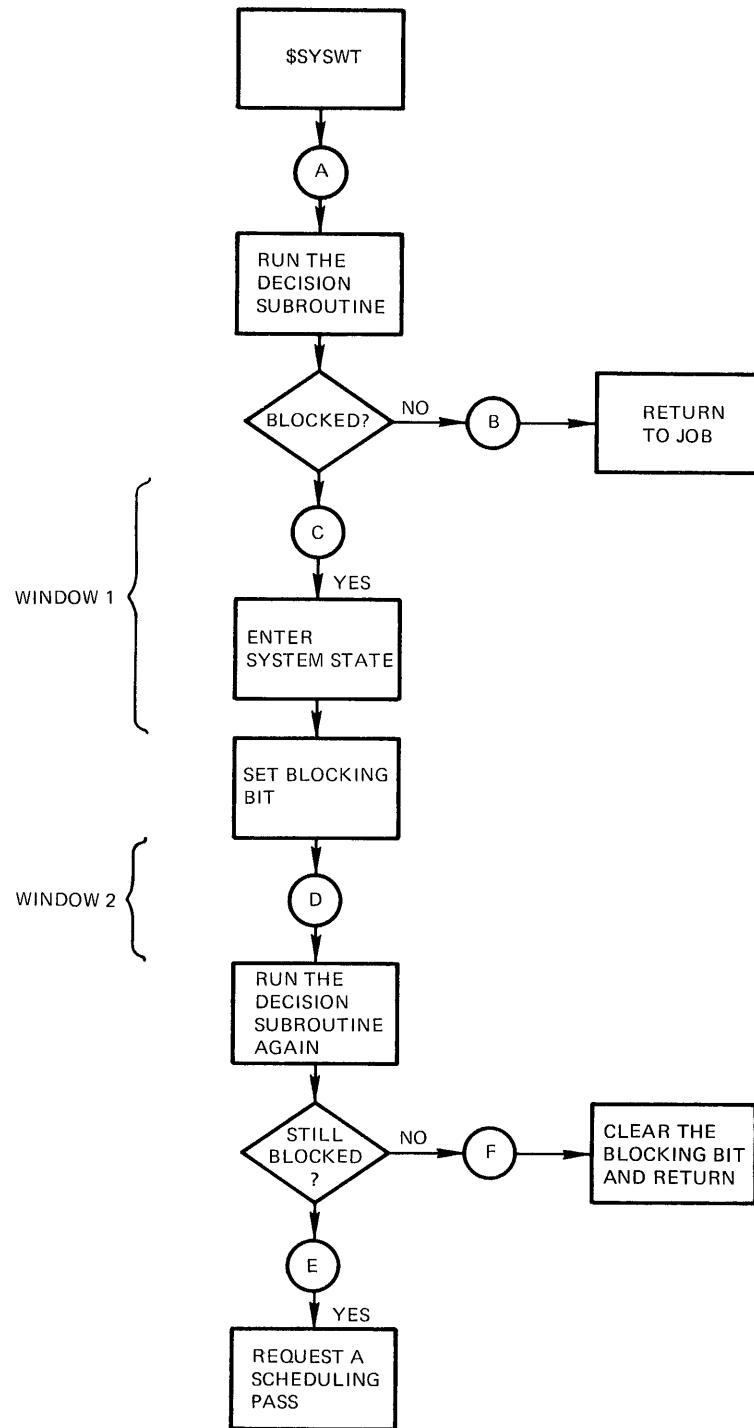 $SYSWT
A
RUN THE
DECISION
SUBROUTINE
BLOCKED?
NO
B
RETURN
TO JOB
C
YES
WINDOW 1
ENTER
SYSTEM STATE
SET BLOCKING
BIT
WINDOW 2
D
RUN THE
DECISION
SUBROUTINE
AGAIN
STILL
BLOCKED
?
NO
F
CLEAR THE
BLOCKING BIT
AND RETURN
E
YES
REQUEST A
SCHEDULING
PASS